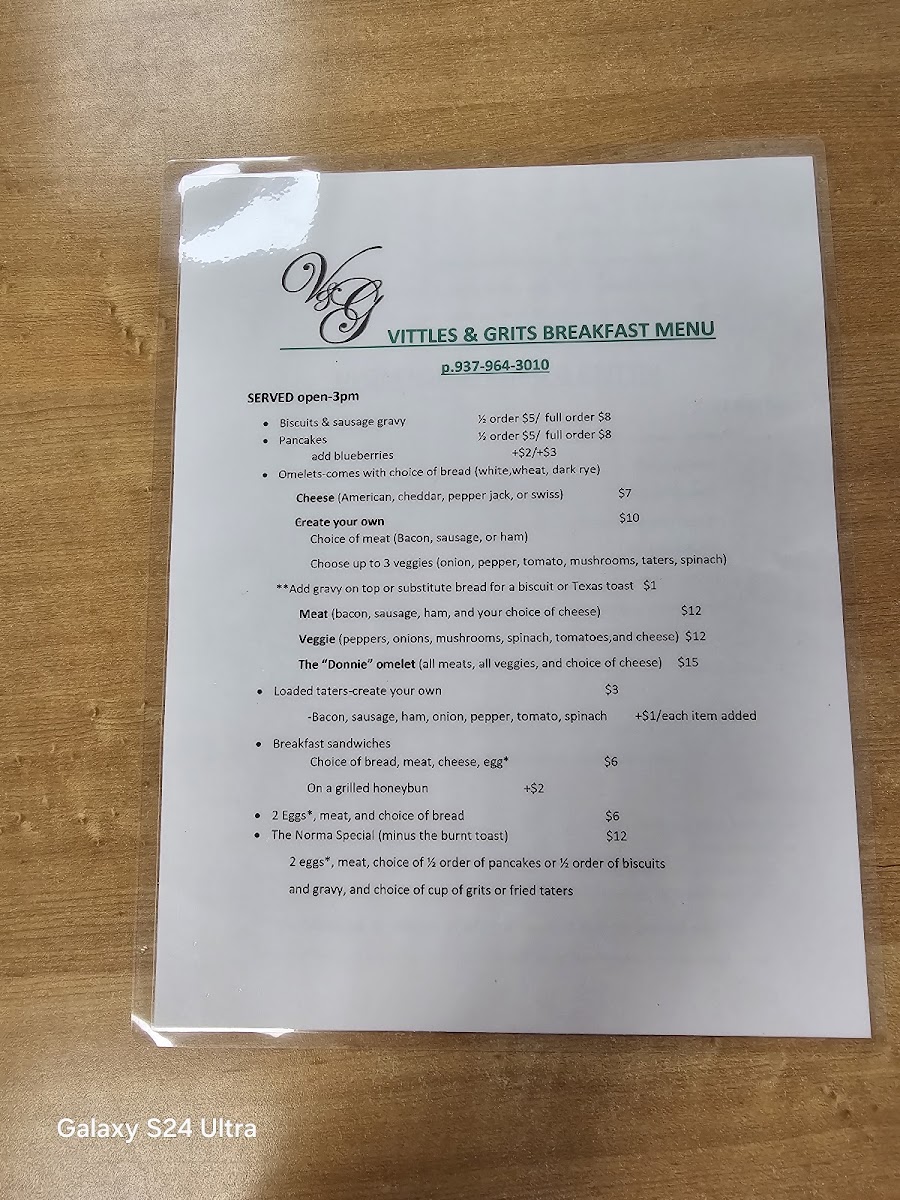 V&G
VITTLES & GRITS BREAKFAST MENU
p.937-964-3010
SERVED open-3pm
• Biscuits & sausage gravy ½ order $5/ full order $8
• Pancakes ½ order $5/ full order $8
add blueberries +$2/+$3
• Omelets-comes with choice of bread (white,wheat, dark rye)
Cheese (American, cheddar, pepper jack, or swiss) $7
Create your own $10
Choice of meat (Bacon, sausage, or ham)
Choose up to 3 veggies (onion, pepper, tomato, mushrooms, taters, spinach)
**Add gravy on top or substitute bread for a biscuit or Texas toast $1
Meat (bacon, sausage, ham, and your choice of cheese) $12
Veggie (peppers, onions, mushrooms, spinach, tomatoes,and cheese) $12
The “Donnie” omelet (all meats, all veggies, and choice of cheese) $15
• Loaded taters-create your own $3
-Bacon, sausage, ham, onion, pepper, tomato, spinach +$1/each item added
• Breakfast sandwiches
Choice of bread, meat, cheese, egg* $6
On a grilled honeybun +$2
• 2 Eggs*, meat, and choice of bread $6
• The Norma Special (minus the burnt toast) $12
2 eggs*, meat, choice of ½ order of pancakes or ½ order of biscuits
and gravy, and choice of cup of grits or fried taters
Galaxy S24 Ultra